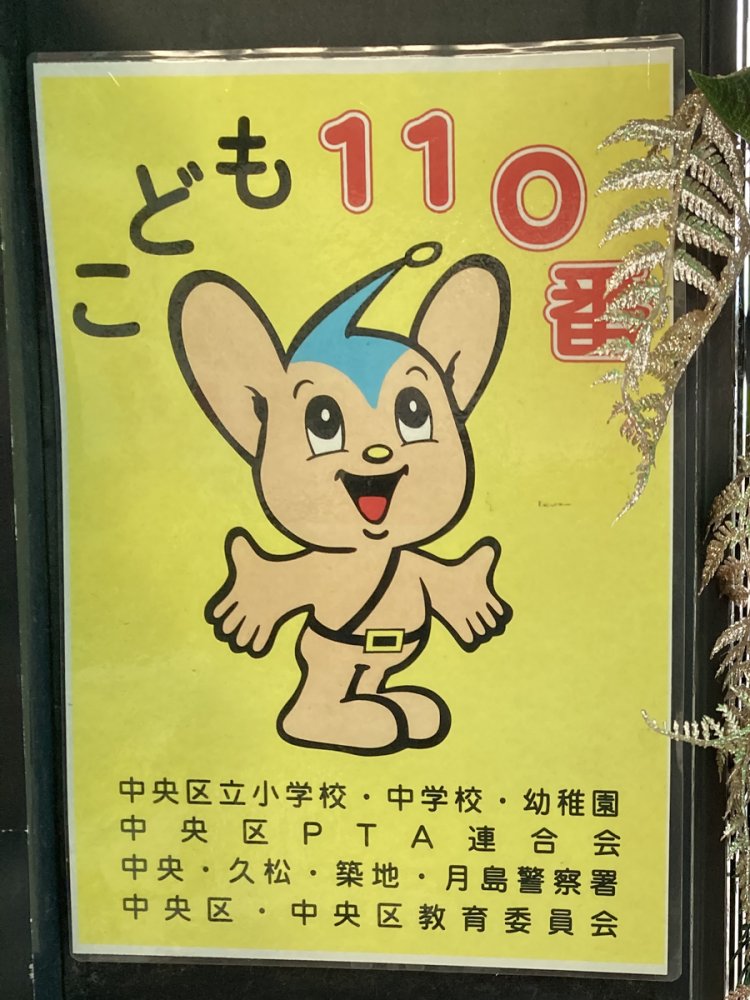 こども110番
中央区立小学校・中学校・幼稚園
中央区PTA連合会
中央・久松・築地・月島警察署
中央区・中央区教育委員会